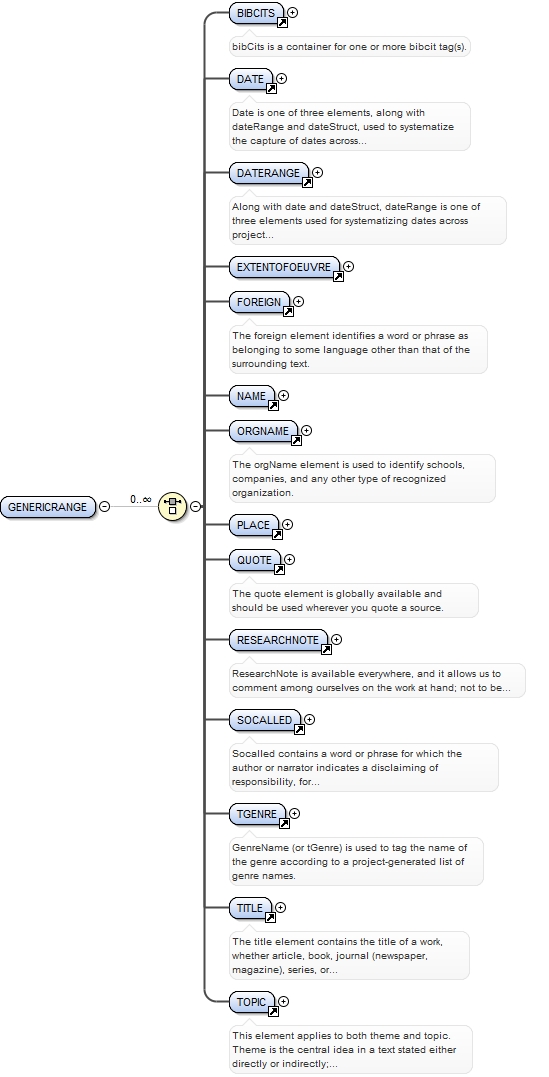 BIBCITS
bibCits is a container for one or more bibcit tag(s).
DATE
Date is one of three elements, along with
dateRange and dateStruct, used to systematize
the capture of dates across...
DATERANGE
Along with date and dateStruct, dateRange is one of
three elements used for systematizing dates across
project...
EXTENTOFOEUVRE
FOREIGN
The foreign element identifies a word or phrase as
belonging to some language other than that of the
surrounding text.
NAME
ORGNAME
The orgName element is used to identify schools,
companies, and any other type of recognized
organization.
GENERICRANGE
0..∞
PLACE
QUOTE
The quote element is globally available and
should be used wherever you quote a source.
RESEARCHNOTE
ResearchNote is available everywhere, and it allows us to
comment among ourselves on the work at hand; not to be...
SOCALLED
Socalled contains a word or phrase for which the
author or narrator indicates a disclaiming of
responsibility, for...
TGENRE
GenreName (or tGenre) is used to tag the name of
the genre according to a project-generated list of
genre names.
TITLE
The title element contains the title of a work,
whether article, book, journal (newspaper,
magazine), series, or...
TOPIC
This element applies to both theme and topic.
Theme is the central idea in a text stated either
directly or indirectly;...